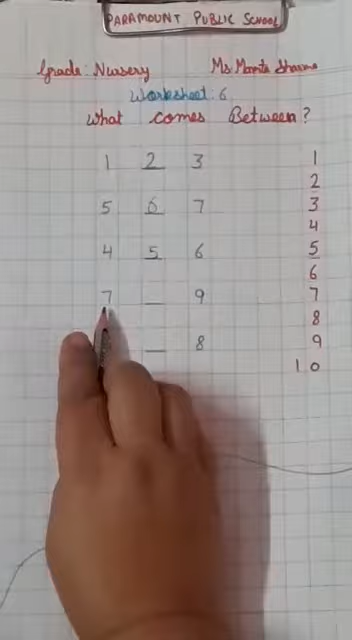 PARAMOUNT PUBLIC SCHOOL
Grade: Nursery Ms. Mamta Sharma
Worksheet: 6
What comes Between?
1 2 3
5 6 7
4 5 6
7 _ 9
_ 8
1
2
3
4
5
6
7
8
9
10